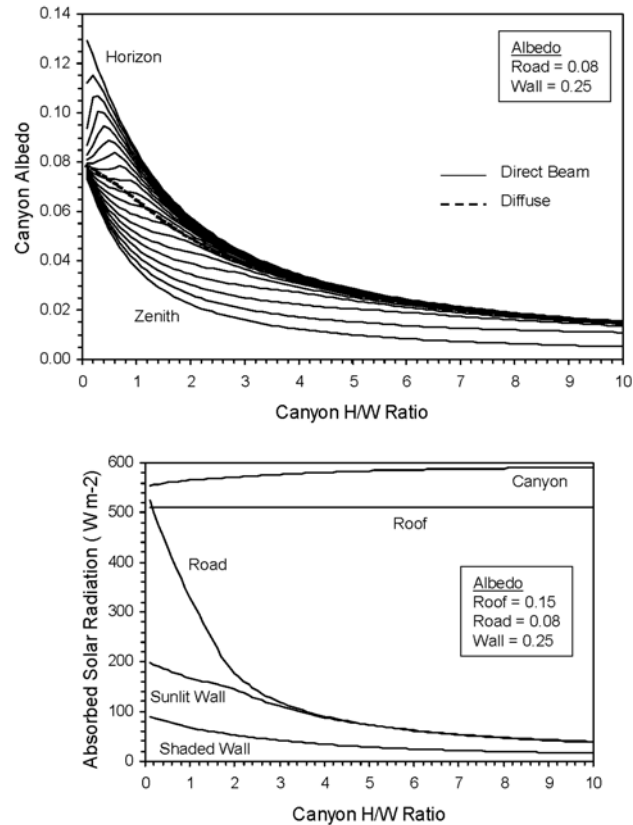 0.14
0.12
0.10
0.08
0.06
0.04
0.02
0.00
Canyon Albedo
Horizon
Zenith
Albedo
Road = 0.08
Wall = 0.25
Direct Beam
Diffuse
0 1 2 3 4 5 6 7 8 9 10
Canyon H/W Ratio
600
500
400
300
200
100
0
Absorbed Solar Radiation ( W m-2)
Canyon
Roof
Road
Sunlit Wall
Shaded Wall
Albedo
Roof = 0.15
Road = 0.08
Wall = 0.25
0 1 2 3 4 5 6 7 8 9 10
Canyon H/W Ratio